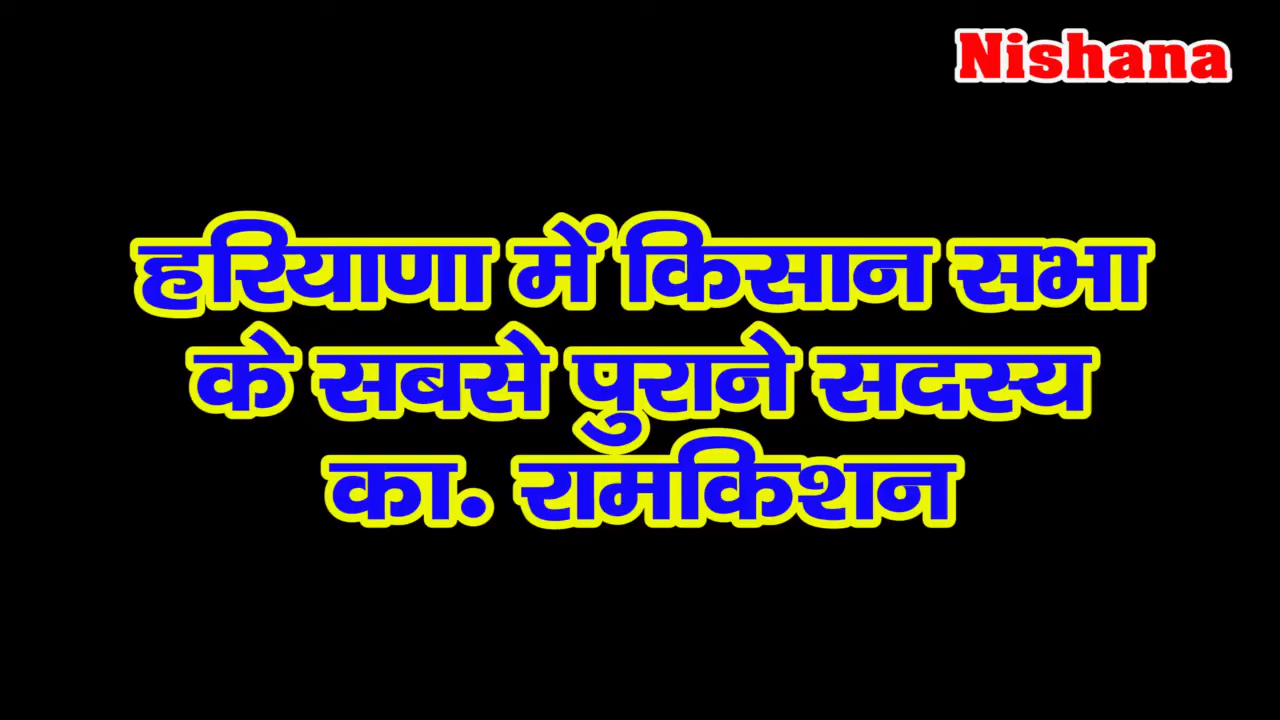 Nishana
हरियाणा में किसान सभा
के सबसे पुराने सदस्य
का. रामकिशन